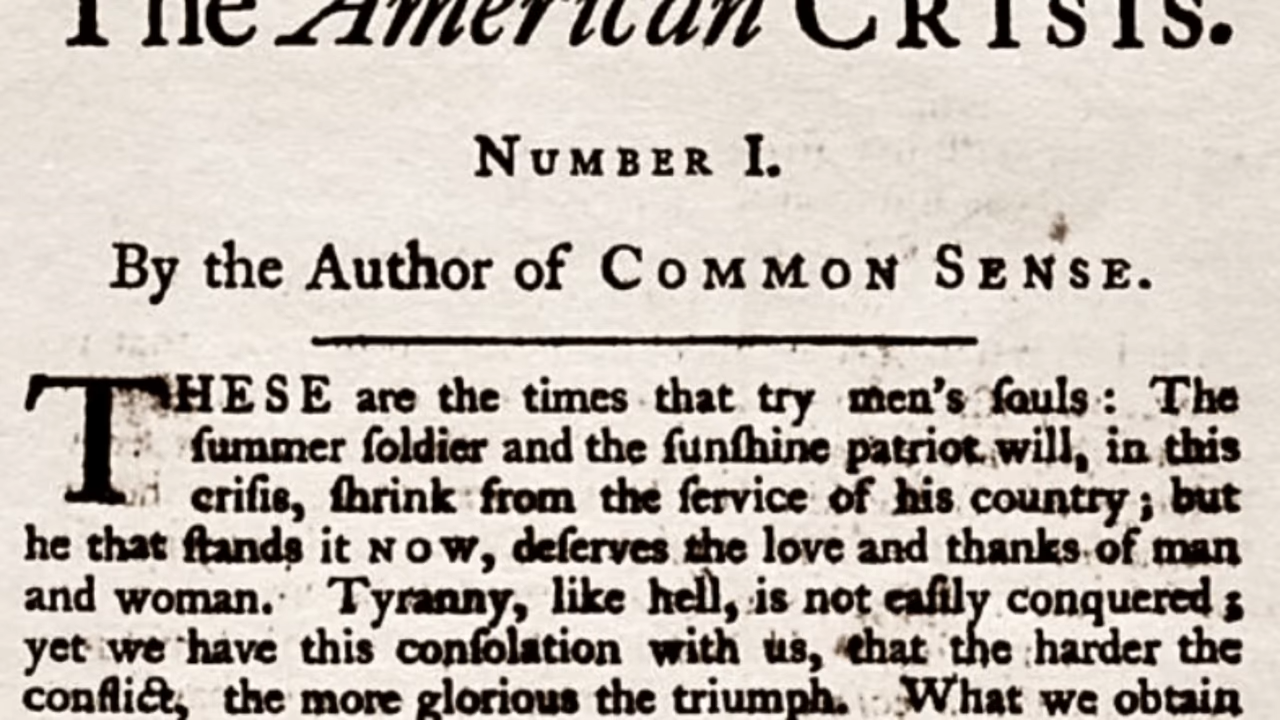 The American CRISIS.
NUMBER I.
By the Author of COMMON SENSE.
THESE are the times that try men's ſouls : The
ſummer ſoldier and the ſunſhine patriot will, in this
criſis, ſhrink from the ſervice of his country ; but
he that ſtands it NOW, deſerves the love and thanks of man
and woman. Tyranny, like hell, is not eaſily conquered ;
yet we have this conſolation with us, that the harder the
conflict, the more glorious the triumph. What we obtain